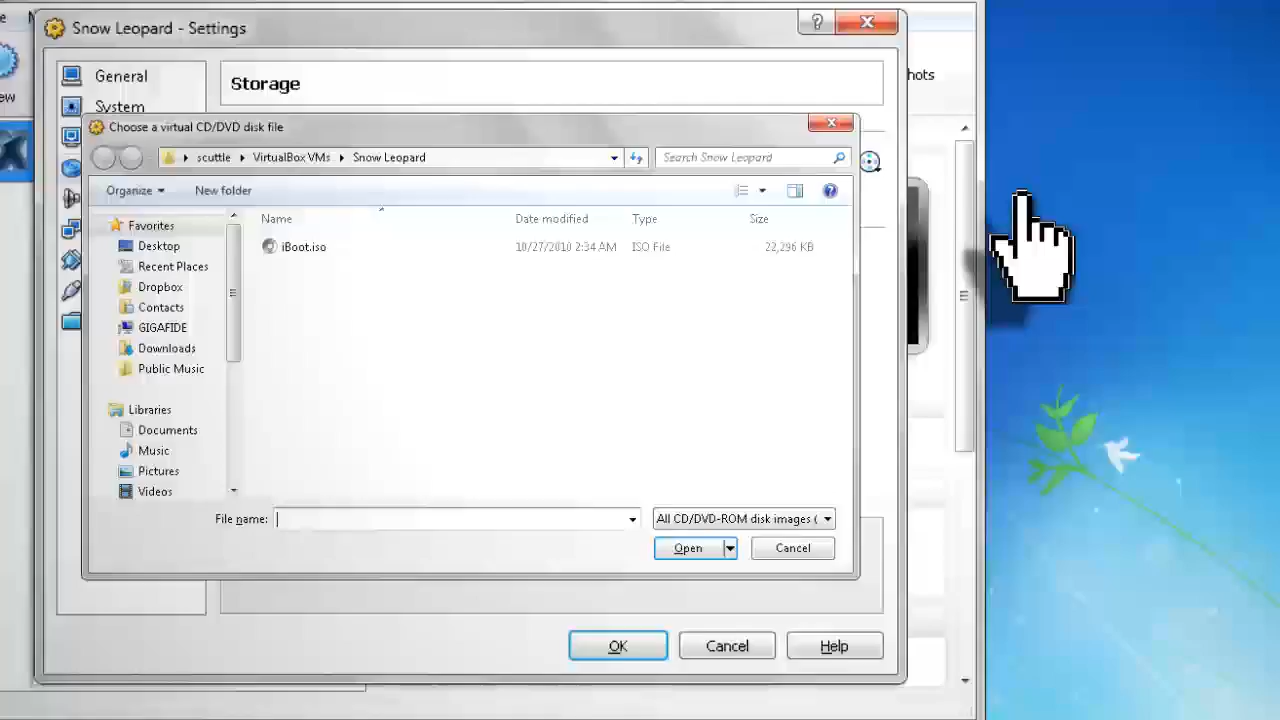 Snow Leopard - Settings
?
General
Storage
System
Choose a virtual CD/DVD disk file
scuttle
VirtualBox VMs
Snow Leopard
Search Snow Leopard
Organize
New folder
?
Favorites
Desktop
Recent Places
Dropbox
Contacts
GIGAFIDE
Downloads
Public Music
Libraries
Documents
Music
Pictures
Videos
Name
Date modified
Type
Size
iBoot.iso
10/27/2010 2:34 AM
ISO File
22,296 KB
File name:
All CD/DVD-ROM disk images (
Open
Cancel
OK
Cancel
Help
hots
ew